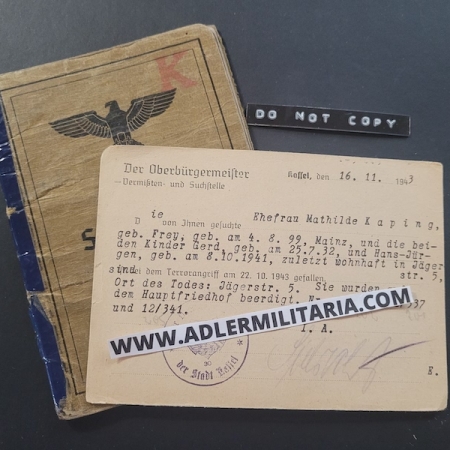 K
DO NOT COPY
Der Oberbürgermeister
Kassel, den 16. 11. 1943
-Vermißten- und Suchstelle
Die von Ihnen gesuchte Ehefrau Mathilde Kaping,
geb. Frey, geb. am 4. 8. 99, Mainz, und die bei-
den Kinder Gerd, geb. am 25.7.32, und Hans-Jür-
gen, geb. am 8.10.1941, zuletzt wohnhaft in Jäger
str. 5,
sind bei dem Terrorangriff am 22. 10. 1943 gefallen.
Ort des Todes: Jägerstr. 5. Sie wurden
dem Hauptfriedhof beerdigt.
und 12/341.
WWW.ADLERMILITARIA.COM
I. A.
der Stadt Kassel
E.